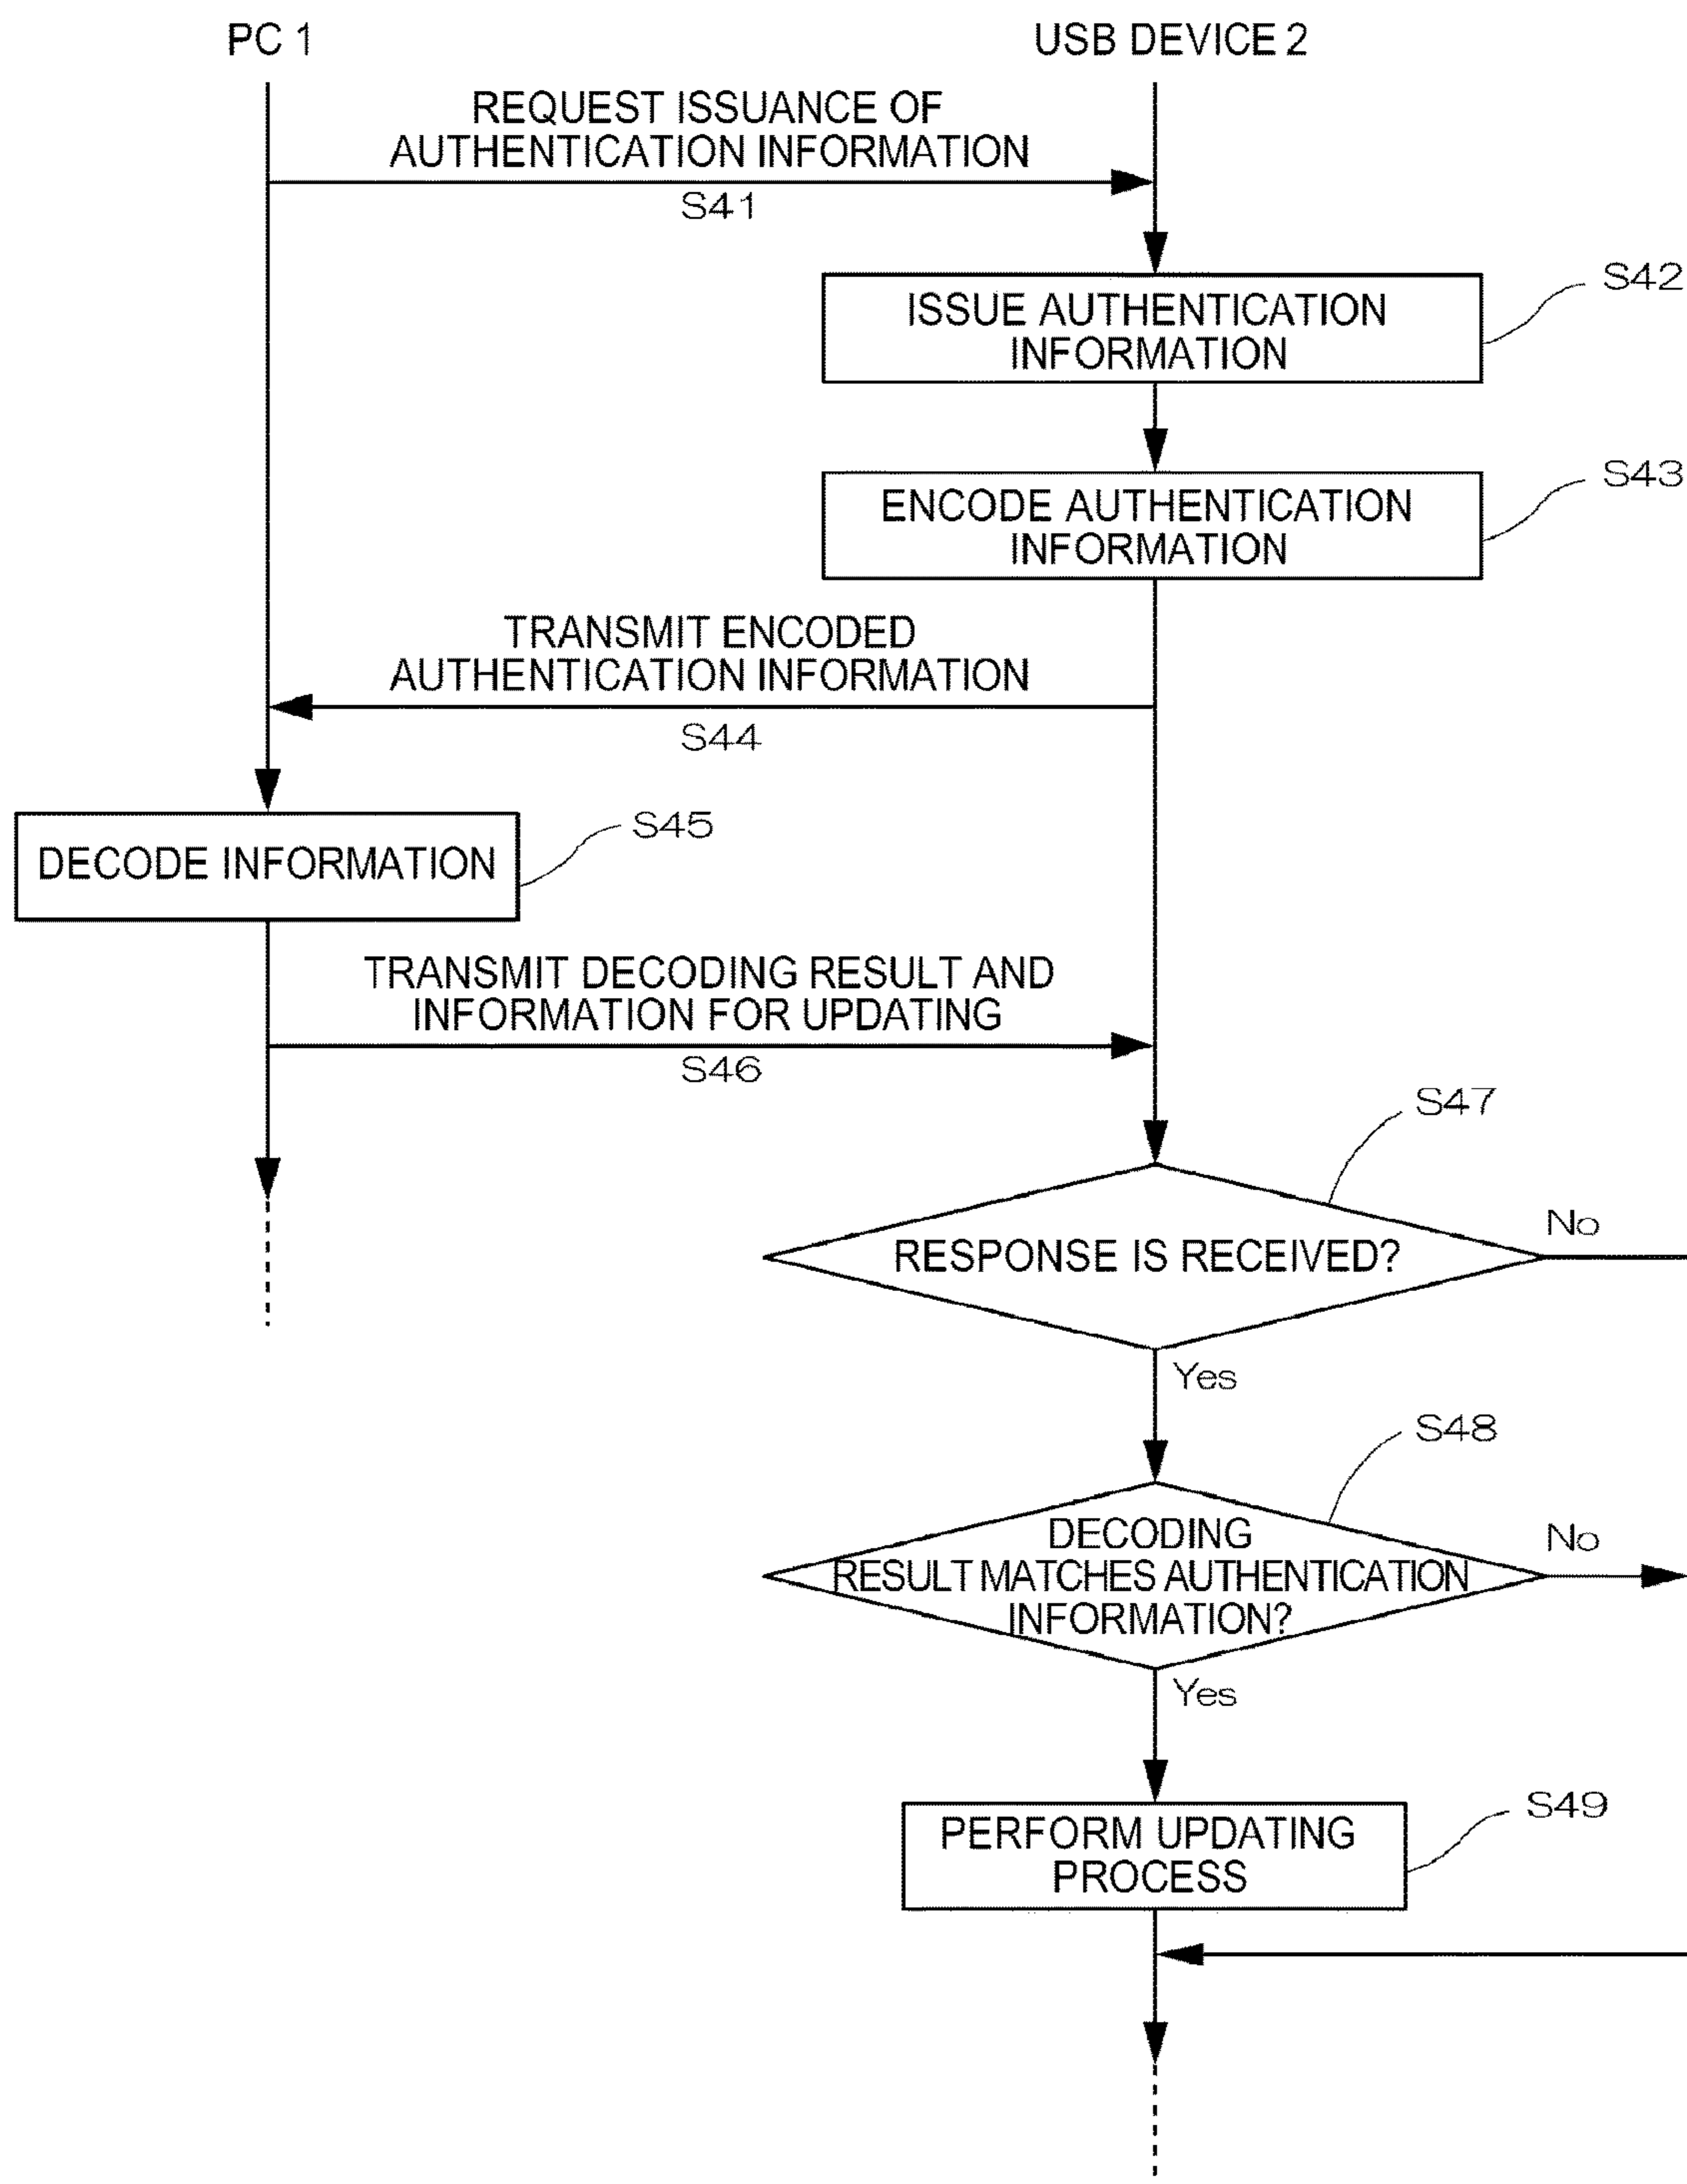 PC 1
USB DEVICE 2
REQUEST ISSUANCE OF
AUTHENTICATION INFORMATION
S41
S42
ISSUE AUTHENTICATION
INFORMATION
S43
ENCODE AUTHENTICATION
INFORMATION
TRANSMIT ENCODED
AUTHENTICATION INFORMATION
S44
S45
DECODE INFORMATION
TRANSMIT DECODING RESULT AND
INFORMATION FOR UPDATING
S46
S47
No
RESPONSE IS RECEIVED?
Yes
S48
No
DECODING
RESULT MATCHES AUTHENTICATION
INFORMATION?
Yes
S49
PERFORM UPDATING
PROCESS